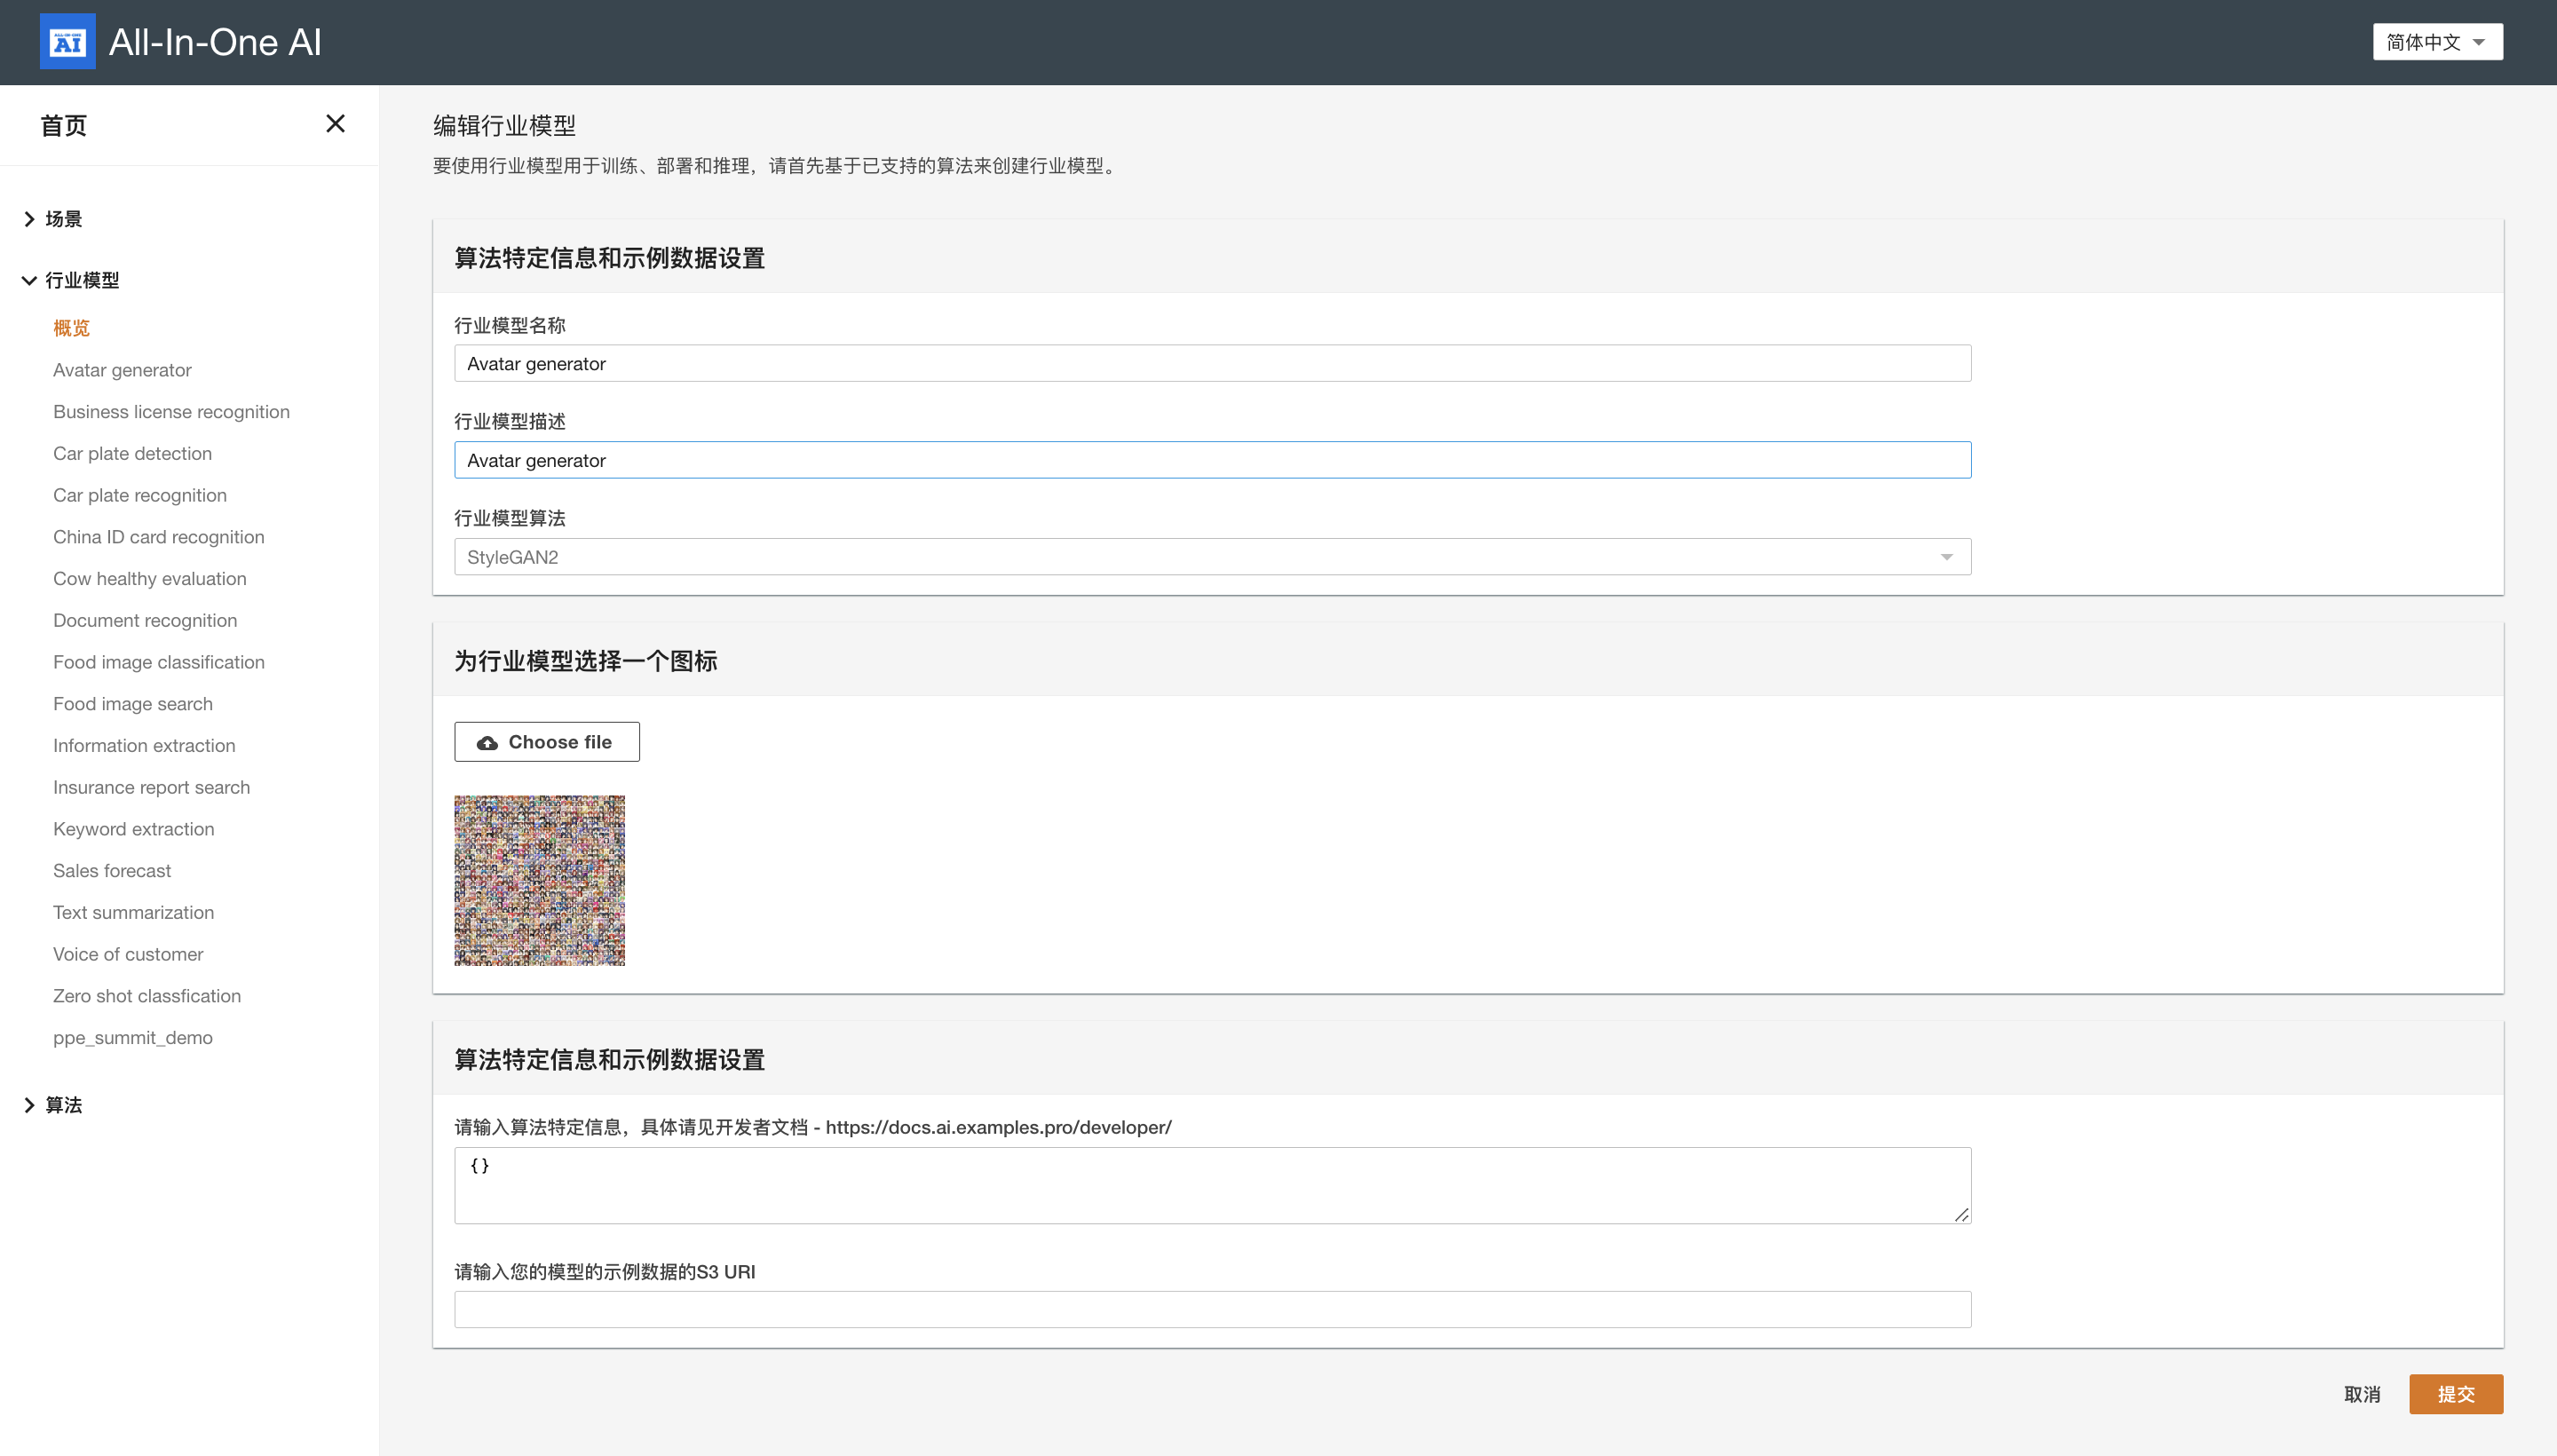 ALL-IN-ONE
AI
All-In-One AI
简体中文
首页
场景
行业模型
概览
Avatar generator
Business license recognition
Car plate detection
Car plate recognition
China ID card recognition
Cow healthy evaluation
Document recognition
Food image classification
Food image search
Information extraction
Insurance report search
Keyword extraction
Sales forecast
Text summarization
Voice of customer
Zero shot classfication
ppe_summit_demo
算法
编辑行业模型
要使用行业模型用于训练、部署和推理，请首先基于已支持的算法来创建行业模型。
算法特定信息和示例数据设置
行业模型名称
Avatar generator
行业模型描述
Avatar generator
行业模型算法
StyleGAN2
为行业模型选择一个图标
Choose file
算法特定信息和示例数据设置
请输入算法特定信息，具体请见开发者文档 - https://docs.ai.examples.pro/developer/
{}
请输入您的模型的示例数据的S3 URI
取消
提交